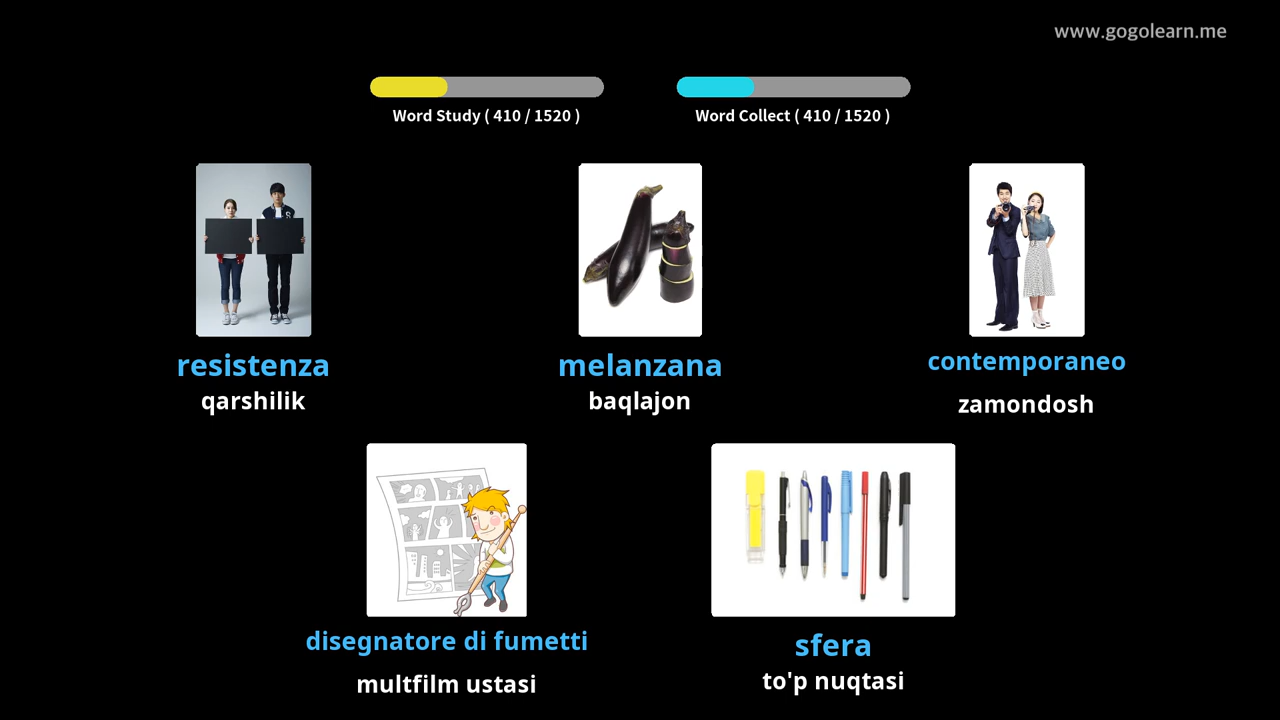 www.gogolearn.me
Word Study ( 410 / 1520 )
Word Collect ( 410 / 1520 )
resistenza
qarshilik
melanzana
baqlajon
contemporaneo
zamondosh
disegnatore di fumetti
multfilm ustasi
sfera
to'p nuqtasi